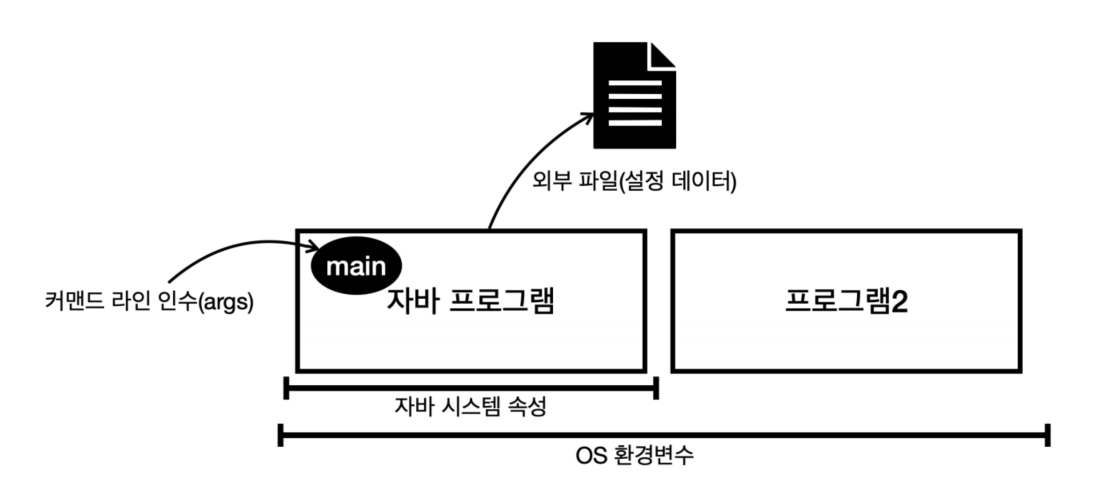 외부 파일(설정 데이터)
main
커맨드 라인 인수(args)
자바 프로그램
프로그램2
자바 시스템 속성
OS 환경변수